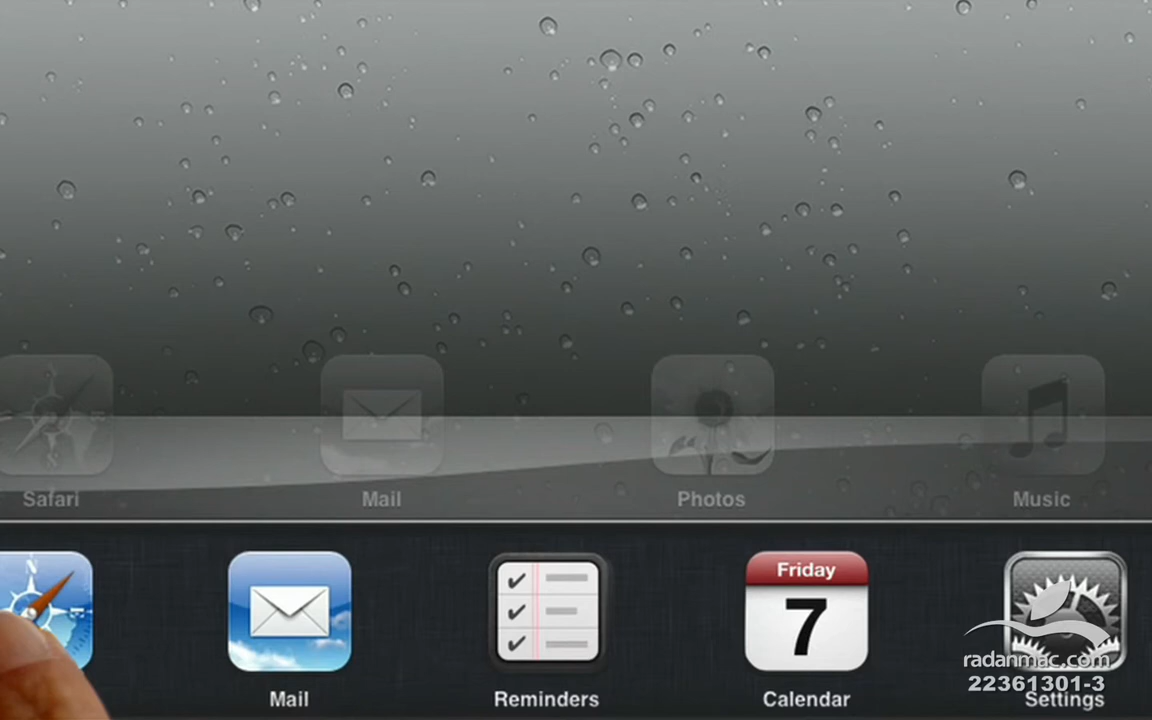 Safari
Mail
Photos
Music
N
E
Friday
7
radanmac.com
22361301-3
Mail
Reminders
Calendar
Settings